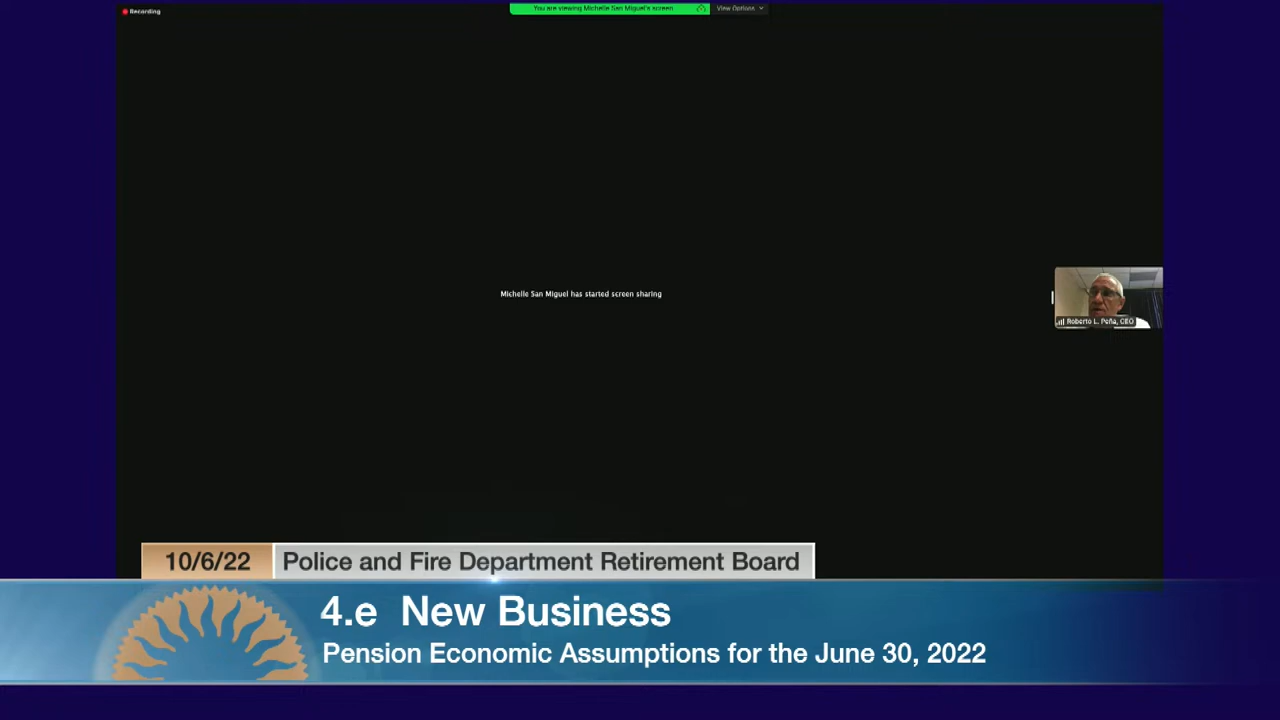 Recording
You are viewing Michelle San Miguel's screen
View Options
Michelle San Miguel has started screen sharing
Roberto L. Peña, CEO
10/6/22
Police and Fire Department Retirement Board
4.e New Business
Pension Economic Assumptions for the June 30, 2022